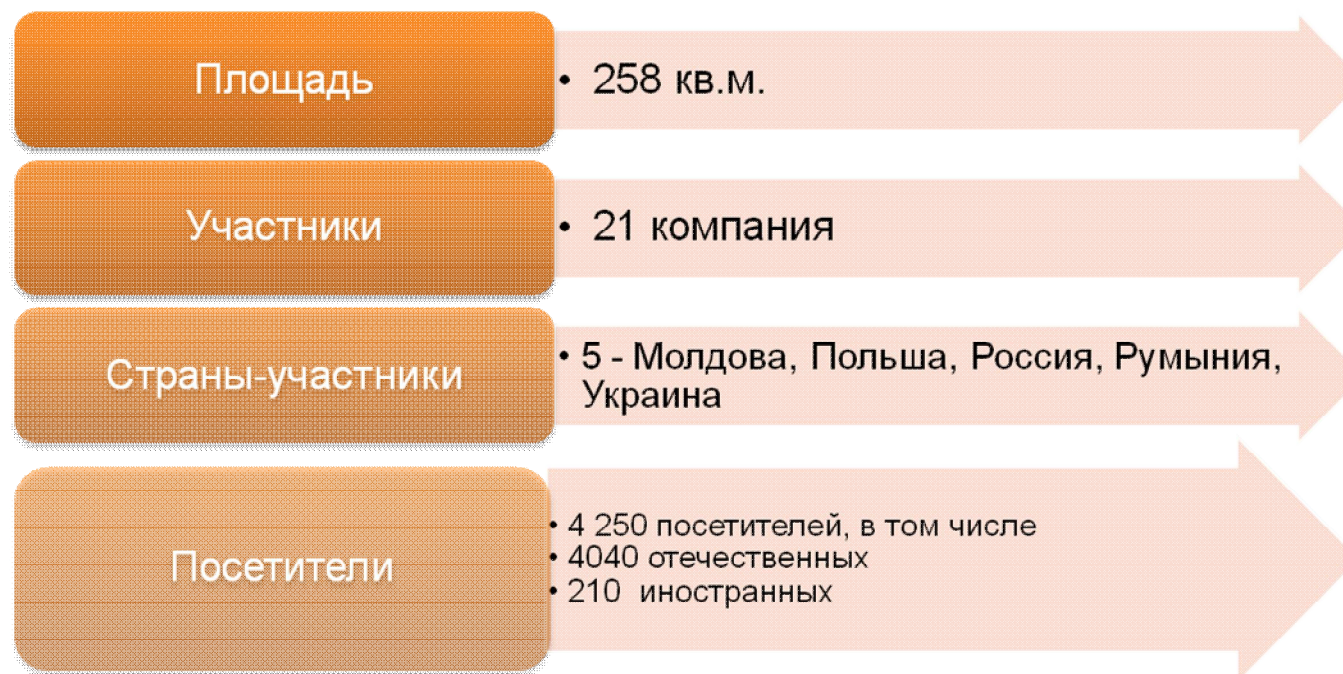 Площадь
• 258 кв.м.
Участники
• 21 компания
Страны-участники
• 5 - Молдова, Польша, Россия, Румыния,
Украина
Посетители
• 4 250 посетителей, в том числе
• 4040 отечественных
• 210 иностранных